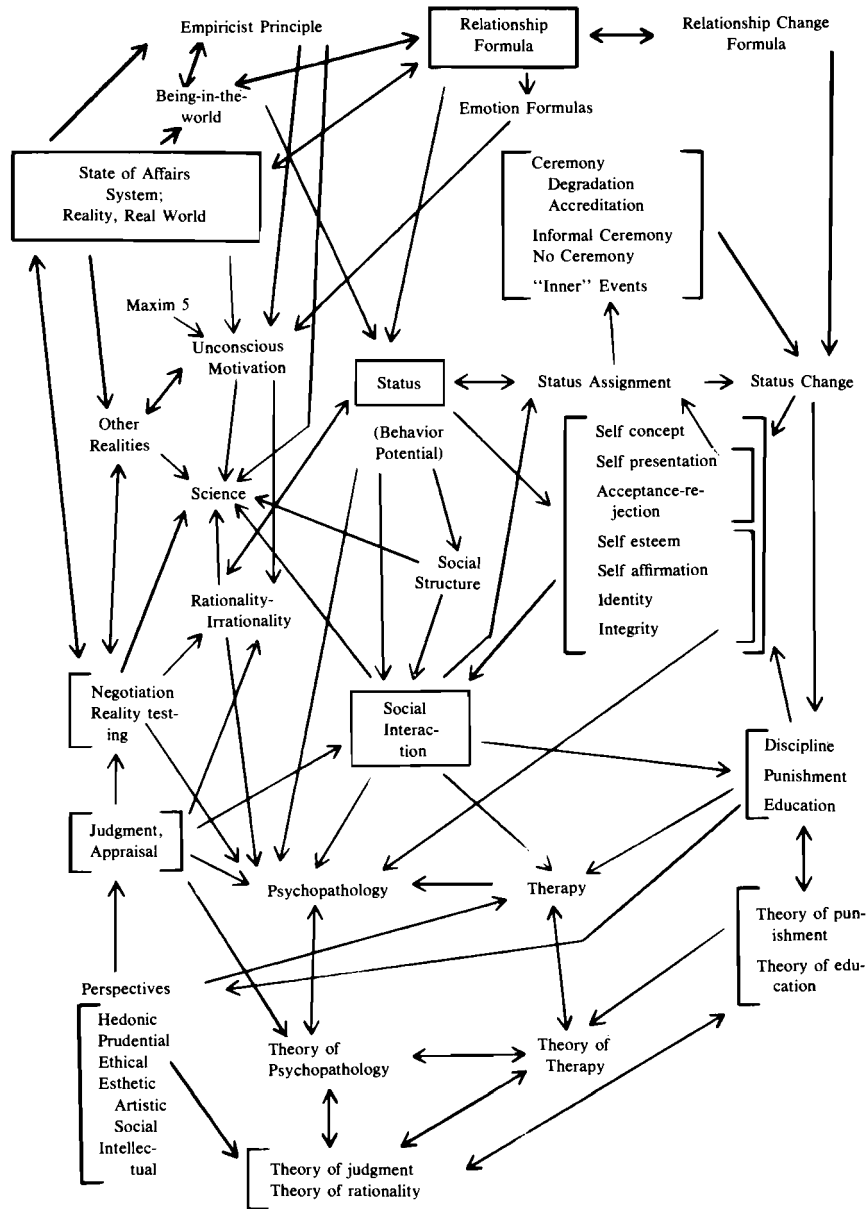 Empiricist Principle
Relationship
Formula
Relationship Change
Formula
Being-in-the-
world
Emotion Formulas
State of Affairs
System;
Reality, Real World
Ceremony
Degradation
Accreditation
Informal Ceremony
No Ceremony
"Inner" Events
Maxim 5
Unconscious
Motivation
Status
Status Assignment
Status Change
Other
Realities
(Behavior
Potential)
Self concept
Self presentation
Acceptance-re-
jection
Self esteem
Self affirmation
Identity
Integrity
Science
Social
Structure
Rationality-
Irrationality
Negotiation
Reality test-
ing
Social
Interac-
tion
Discipline
Punishment
Education
Judgment,
Appraisal
Psychopathology
Therapy
Theory of pun-
ishment
Theory of edu-
cation
Perspectives
Hedonic
Prudential
Ethical
Esthetic
Artistic
Social
Intellec-
tual
Theory of
Psychopathology
Theory of
Therapy
Theory of judgment
Theory of rationality